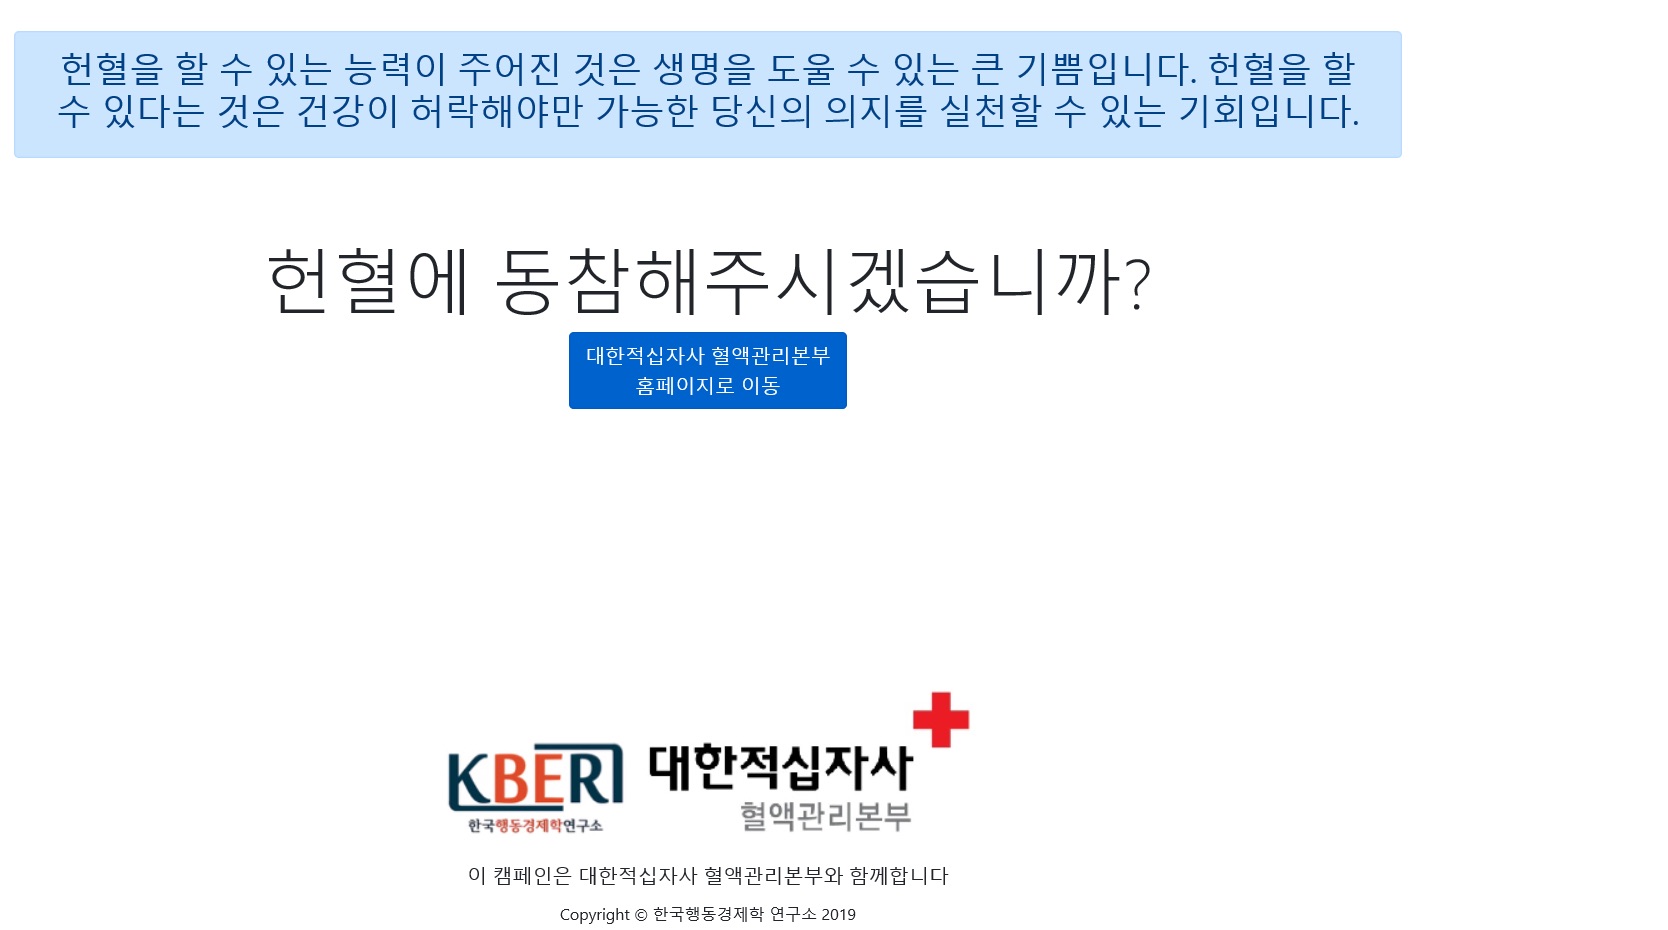 헌혈을 할 수 있는 능력이 주어진 것은 생명을 도울 수 있는 큰 기쁨입니다. 헌혈을 할
수 있다는 것은 건강이 허락해야만 가능한 당신의 의지를 실천할 수 있는 기회입니다.
헌혈에 동참해주시겠습니까?
대한적십자사 혈액관리본부
홈페이지로 이동
KBERI
한국행동경제학연구소
대한적십자사
혈액관리본부
이 캠페인은 대한적십자사 혈액관리본부와 함께합니다
Copyright © 한국행동경제학 연구소 2019